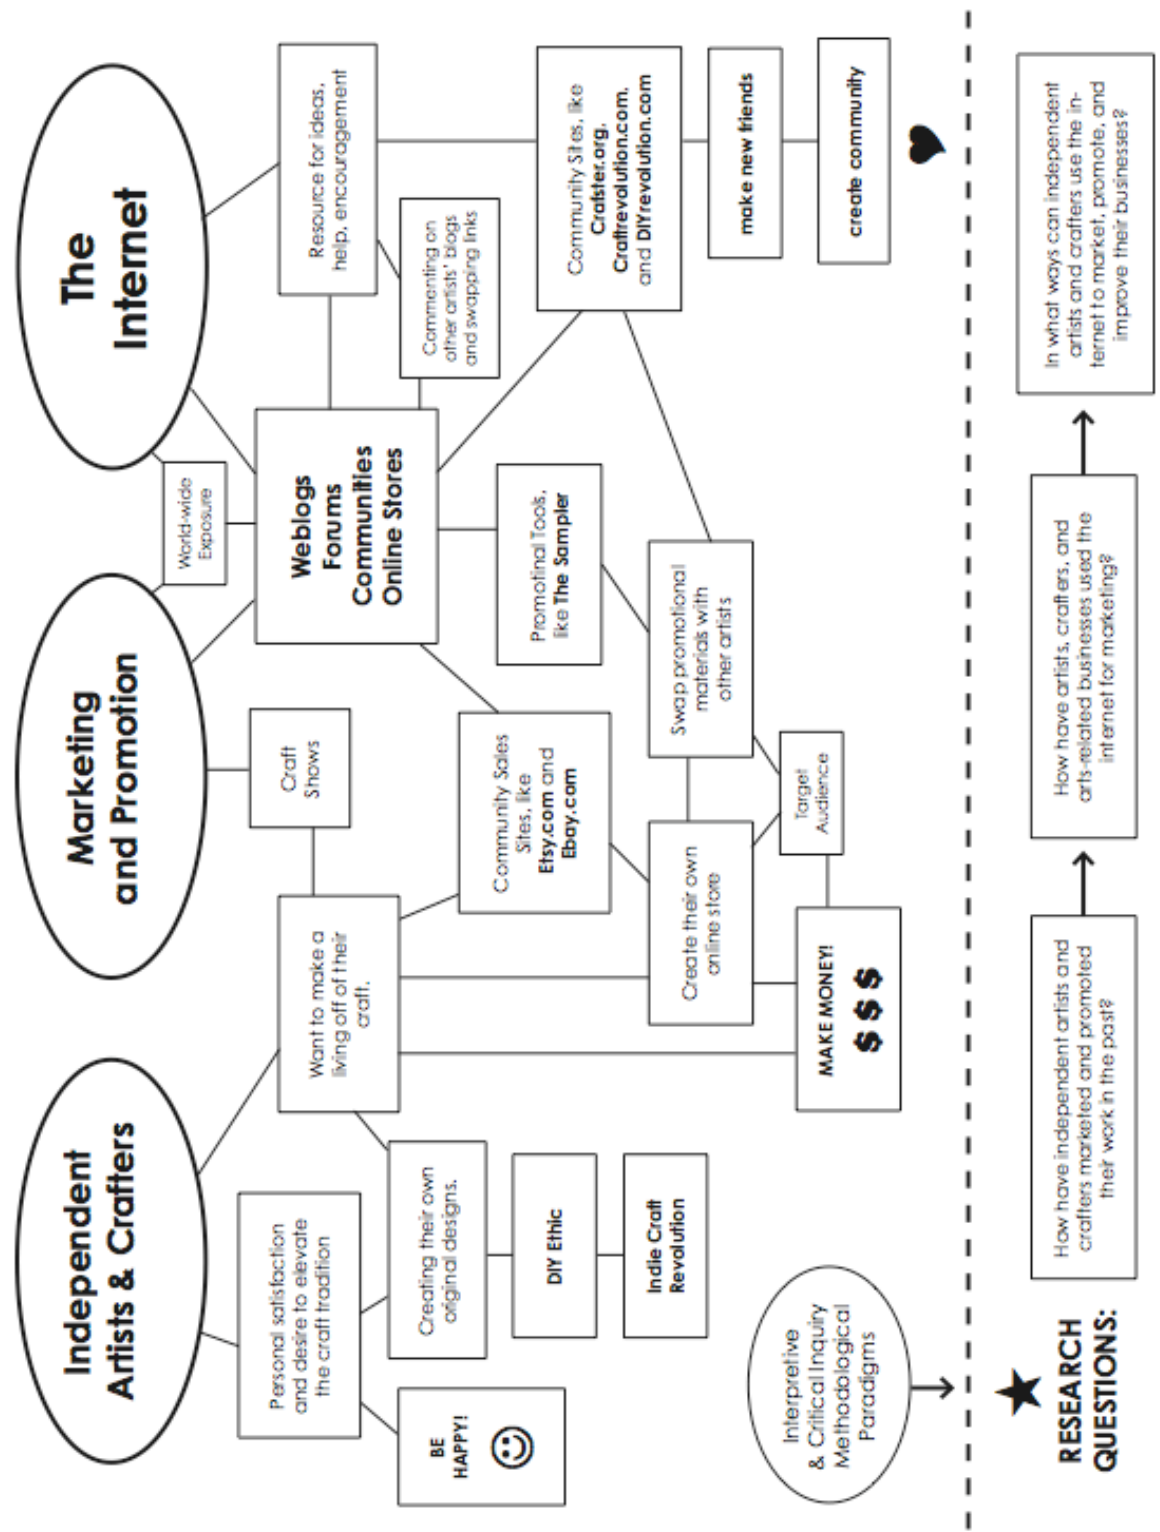 Independent
Artists & Crafters
Marketing
and Promotion
The
Internet
World-wide
Exposure
Personal satisfaction
and desire to elevate
the craft tradition
Want to make a
living off of their
craft.
Craft
Shows
Weblogs
Forums
Communities
Online Stores
Resource for ideas,
help, encouragement
Commenting on
other artists' blogs
and swapping links
BE
HAPPY!
Creating their own
original designs.
DIY Ethic
Indie Craft
Revolution
Community Sales
Sites, like
Etsy.com and
Ebay.com
Promotinal Tools,
like The Sampler
Community Sites, like
Crafster.org,
Craftrevolution.com,
and DIYrevolution.com
Create their own
online store
Swap promotional
materials with
other artists
make new friends
Target
Audience
MAKE MONEY!
$ $ $
create community
Interpretive
& Critical Inquiry
Methodological
Paradigms
RESEARCH
QUESTIONS:
How have independent artists and
crafters marketed and promoted
their work in the past?
How have artists, crafters, and
arts-related businesses used the
internet for marketing?
In what ways can independent
artists and crafters use the in-
ternet to market, promote, and
improve their businesses?